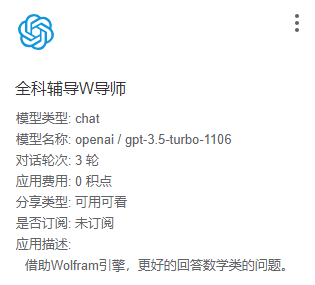 全科辅导W导师
模型类型: chat
模型名称: openai / gpt-3.5-turbo-1106
对话轮次: 3 轮
应用费用: 0 积点
分享类型: 可用可看
是否订阅: 未订阅
应用描述:
借助Wolfram引擎，更好的回答数学类的问题。